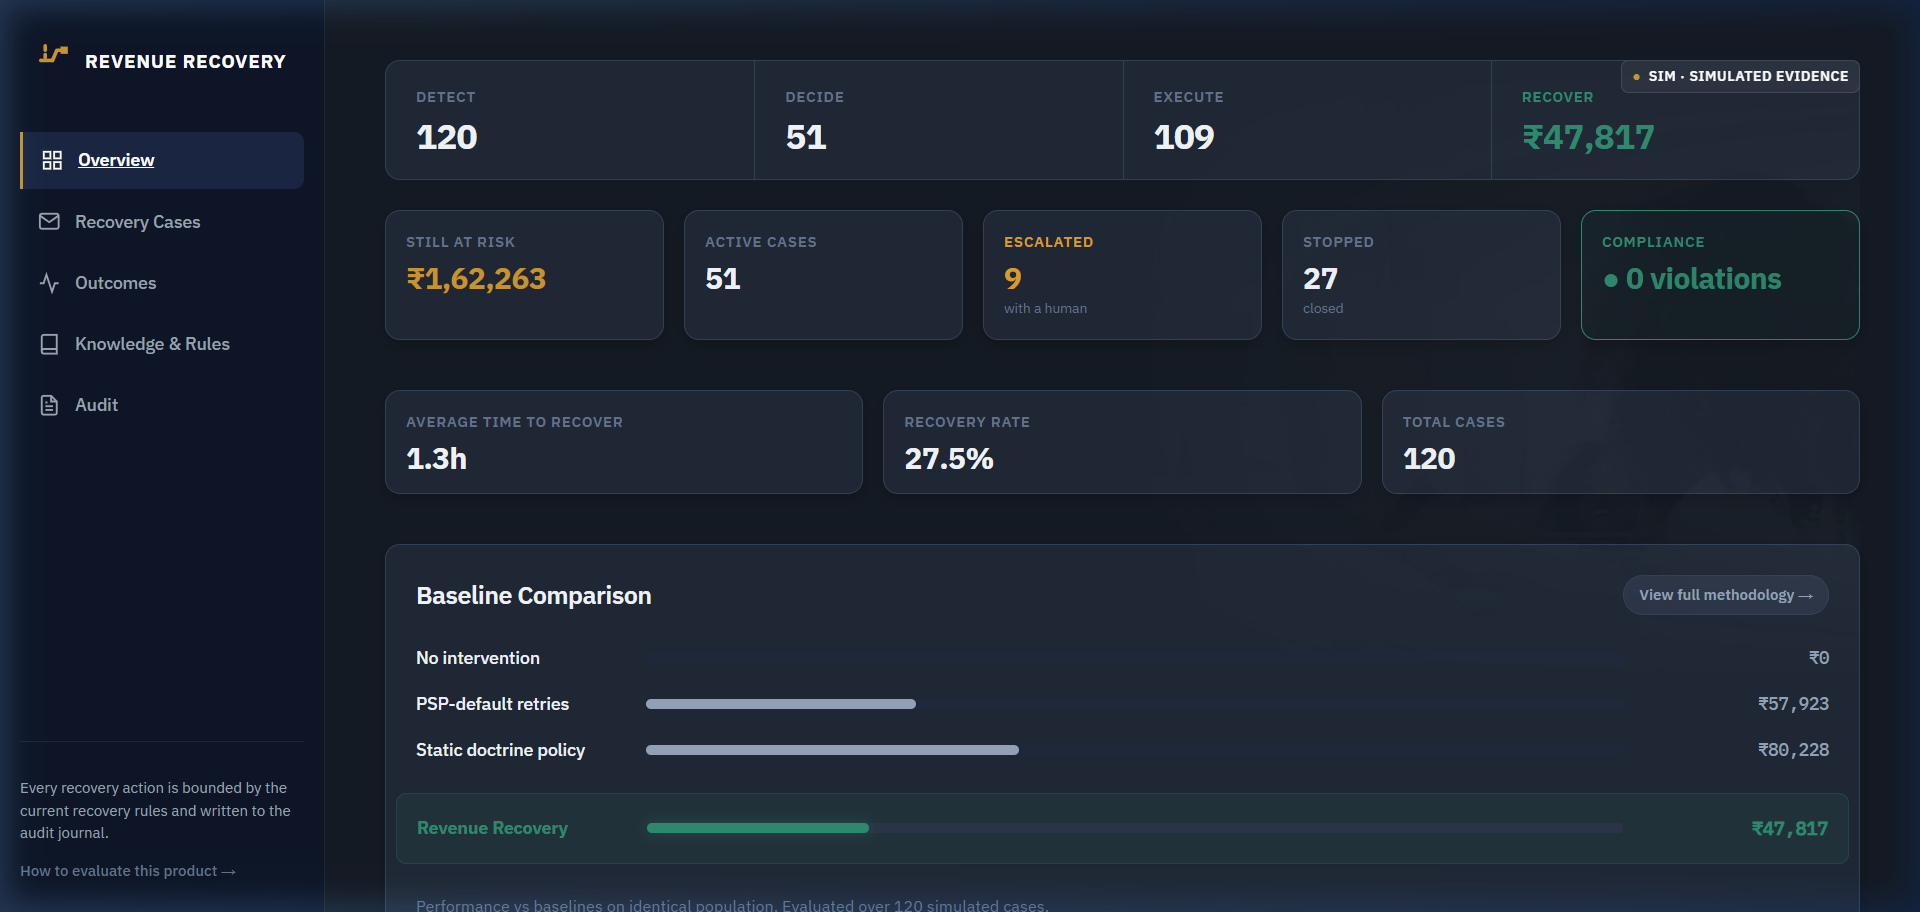 REVENUE RECOVERY
Overview
Recovery Cases
Outcomes
Knowledge & Rules
Audit
Every recovery action is bounded by the
current recovery rules and written to the
audit journal.
How to evaluate this product →
SIM · SIMULATED EVIDENCE
DETECT
120
DECIDE
51
EXECUTE
109
RECOVER
₹47,817
STILL AT RISK
₹1,62,263
ACTIVE CASES
51
ESCALATED
9
with a human
STOPPED
27
closed
COMPLIANCE
● 0 violations
AVERAGE TIME TO RECOVER
1.3h
RECOVERY RATE
27.5%
TOTAL CASES
120
Baseline Comparison
View full methodology →
No intervention
₹0
PSP-default retries
₹57,923
Static doctrine policy
₹80,228
Revenue Recovery
₹47,817
Performance vs baselines on identical population. Evaluated over 120 simulated cases.